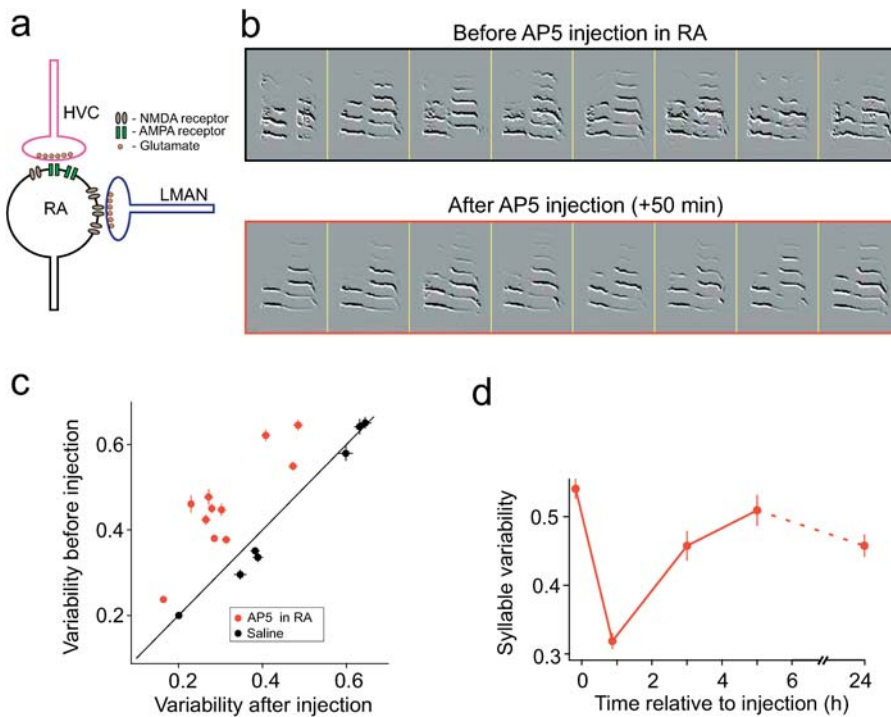 a
HVC
- NMDA receptor
- AMPA receptor
- Glutamate
RA
LMAN
b
Before AP5 injection in RA
After AP5 injection (+50 min)
c
Variability before injection
0.6
0.4
0.2
AP5 in RA
Saline
0.2 0.4 0.6
Variability after injection
d
Syllable variability
0.5
0.4
0.3
0 2 4 6 24
Time relative to injection (h)